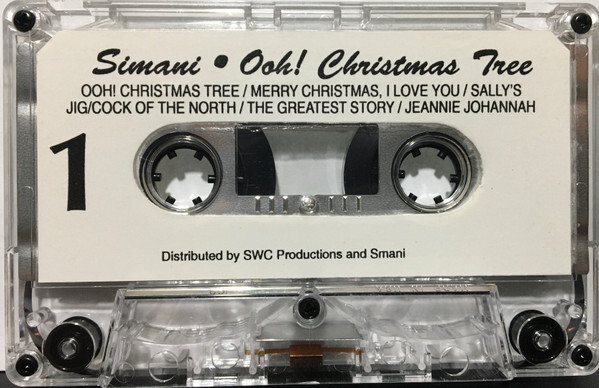 Simani • Ooh! Christmas Tree
OOH! CHRISTMAS TREE / MERRY CHRISTMAS, I LOVE YOU / SALLY'S
JIG/COCK OF THE NORTH / THE GREATEST STORY / JEANNIE JOHANNAH
1
Distributed by SWC Productions and Smani